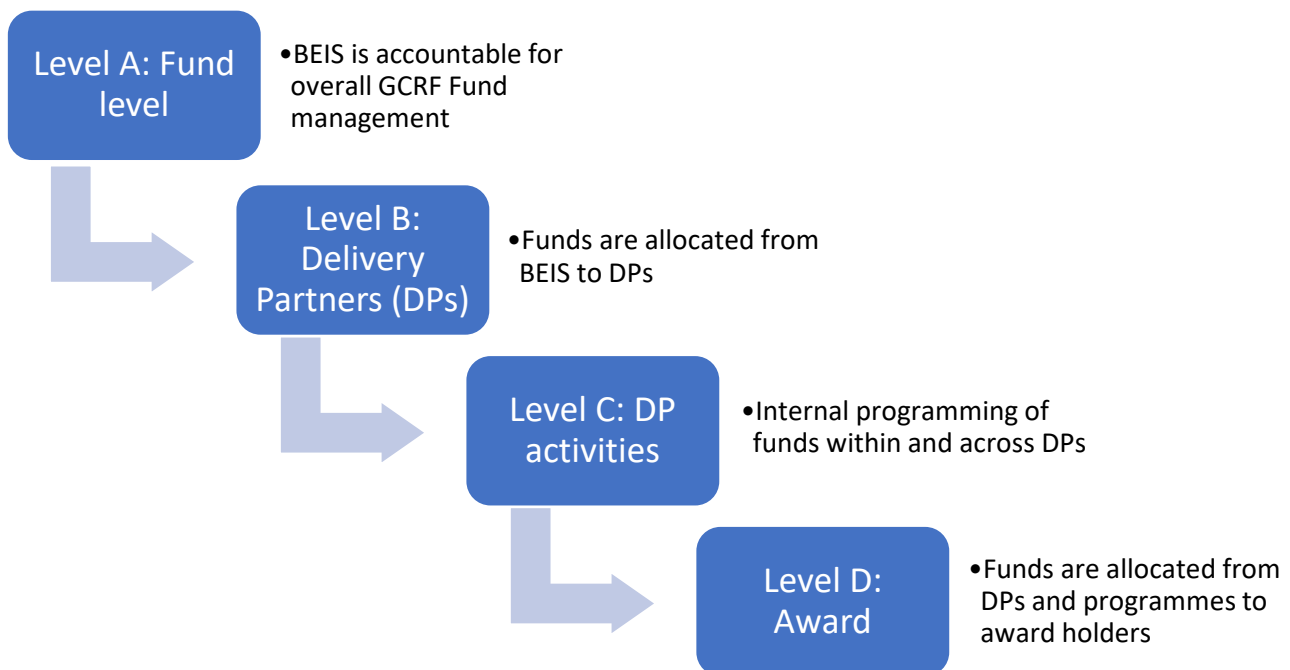 Level A: Fund
level
•BEIS is accountable for
overall GCRF Fund
management
Level B:
Delivery
Partners (DPs)
•Funds are allocated from
BEIS to DPs
Level C: DP
activities
•Internal programming of
funds within and across DPs
Level D:
Award
•Funds are allocated from
DPs and programmes to
award holders